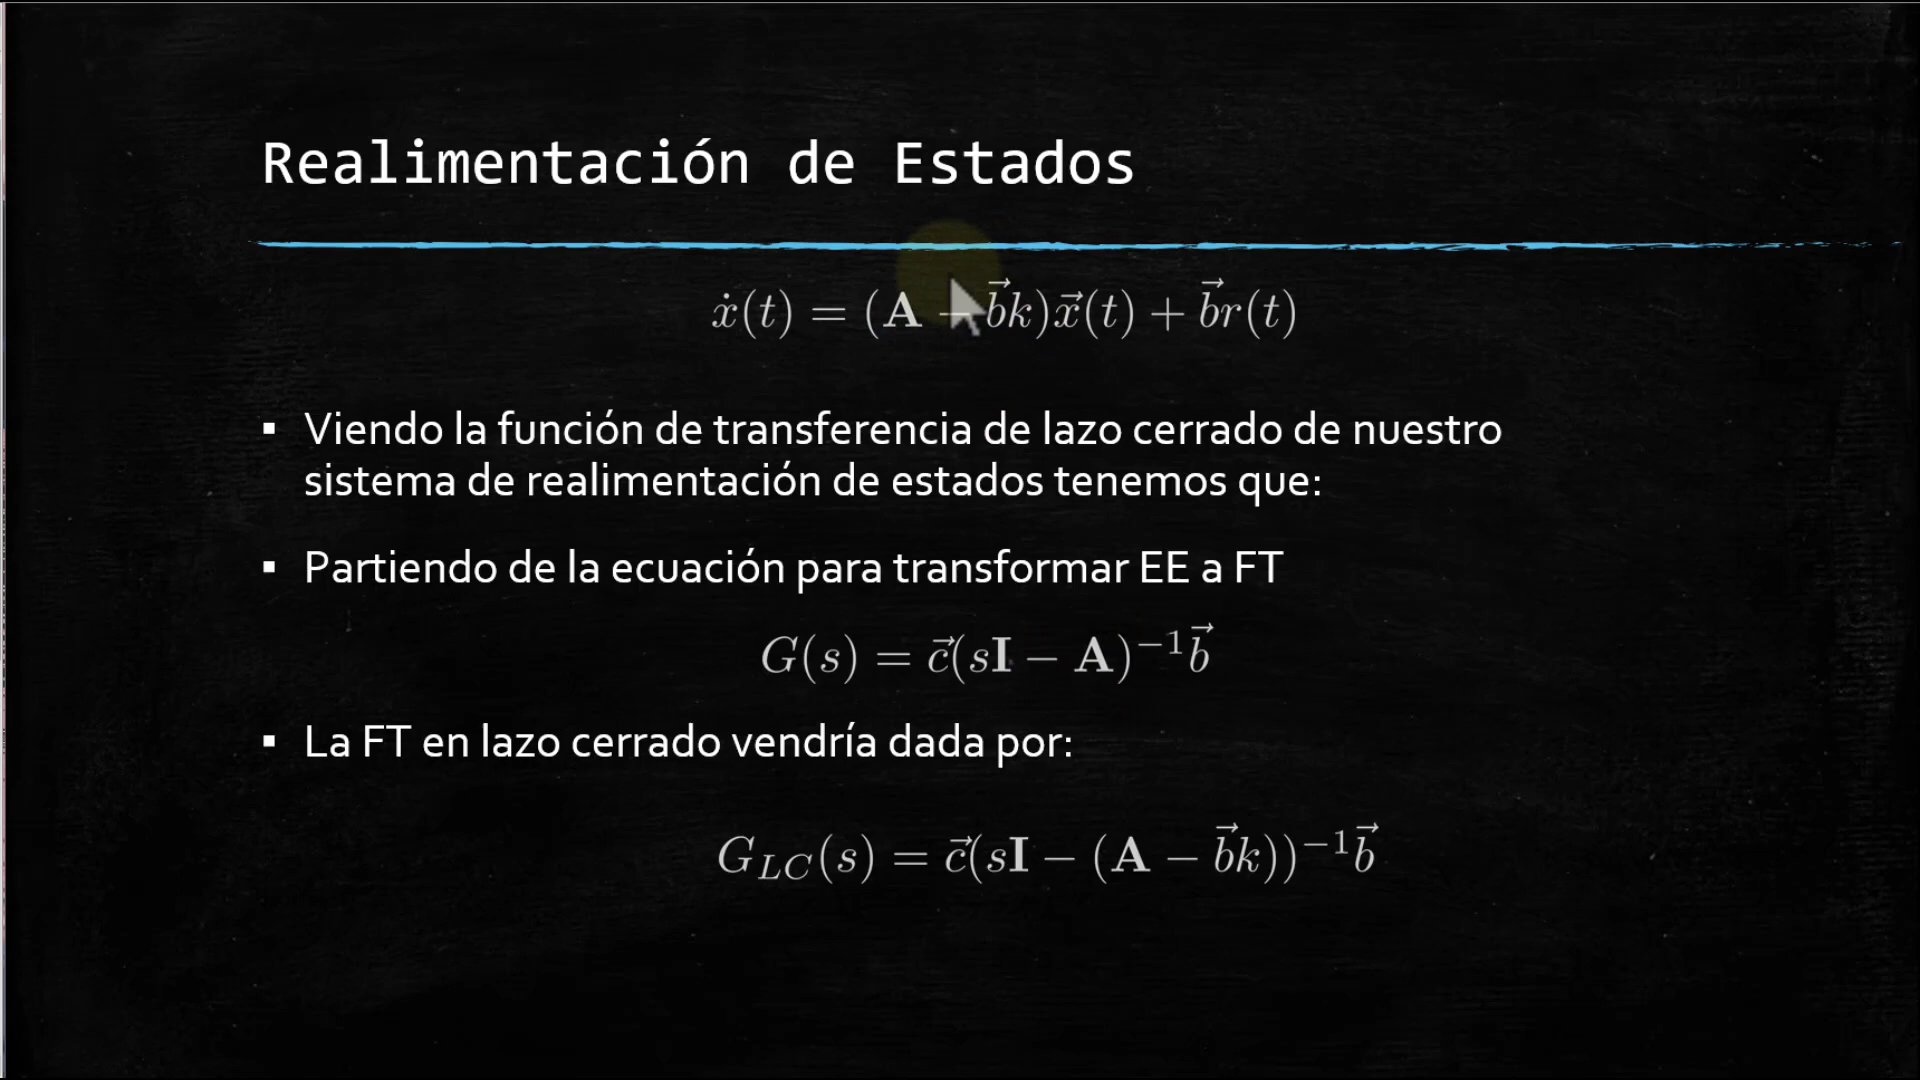 Realimentación de Estados
ẋ(t) = (𝐀 − b⃗k)x⃗(t) + b⃗r(t)
▪ Viendo la función de transferencia de lazo cerrado de nuestro
sistema de realimentación de estados tenemos que:
▪ Partiendo de la ecuación para transformar EE a FT
G(s) = c⃗(s𝐈 − 𝐀)⁻¹b⃗
▪ La FT en lazo cerrado vendría dada por:
G_{LC}(s) = c⃗(s𝐈 − (𝐀 − b⃗k))⁻¹b⃗